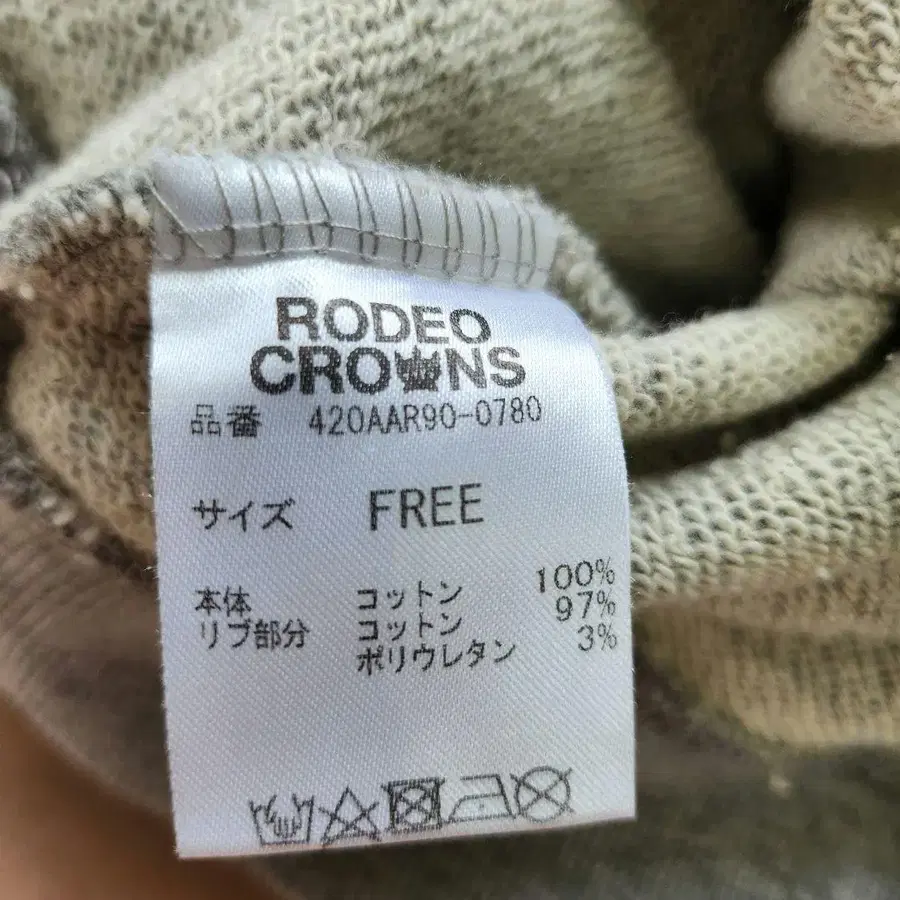 RODEO
CROWNS
品番 420AAR90-0780
サイズ FREE
本体 コットン 100%
リブ部分 コットン 97%
ポリウレタン 3%